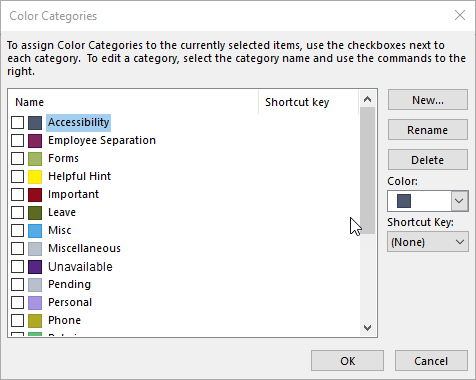 Color Categories
To assign Color Categories to the currently selected items, use the checkboxes next to
each category.  To edit a category, select the category name and use the commands to the
right.
Name Shortcut key
Accessibility
Employee Separation
Forms
Helpful Hint
Important
Leave
Misc
Miscellaneous
Unavailable
Pending
Personal
Phone
New...
Rename
Delete
Color:
Shortcut Key:
(None)
OK Cancel